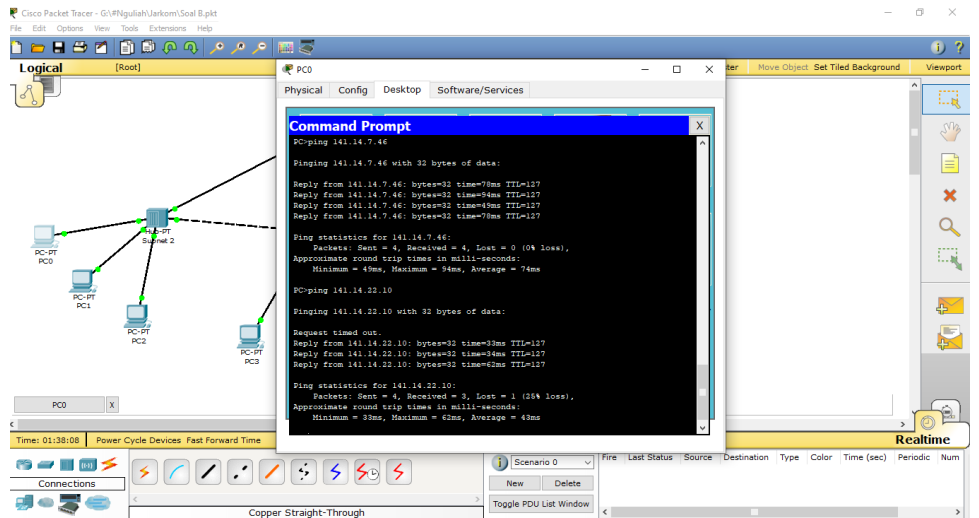 Cisco Packet Tracer - G:\#Nguliah\Jarkom\Soal B.pkt
File Edit Options View Tools Extensions Help
Logical [Root] Move Object Set Tiled Background Viewport
PC0
Physical Config Desktop Software/Services
Command Prompt X
PC>ping 141.14.7.46
Pinging 141.14.7.46 with 32 bytes of data:
Reply from 141.14.7.46: bytes=32 time=78ms TTL=127
Reply from 141.14.7.46: bytes=32 time=94ms TTL=127
Reply from 141.14.7.46: bytes=32 time=49ms TTL=127
Reply from 141.14.7.46: bytes=32 time=78ms TTL=127
Ping statistics for 141.14.7.46:
Packets: Sent = 4, Received = 4, Lost = 0 (0% loss),
Approximate round trip times in milli-seconds:
Minimum = 49ms, Maximum = 94ms, Average = 74ms
PC>ping 141.14.22.10
Pinging 141.14.22.10 with 32 bytes of data:
Request timed out.
Reply from 141.14.22.10: bytes=32 time=33ms TTL=127
Reply from 141.14.22.10: bytes=32 time=34ms TTL=127
Reply from 141.14.22.10: bytes=32 time=62ms TTL=127
Ping statistics for 141.14.22.10:
Packets: Sent = 4, Received = 3, Lost = 1 (25% loss),
Approximate round trip times in milli-seconds:
Minimum = 33ms, Maximum = 62ms, Average = 43ms
Hub-PT
Subnet 2
PC-PT
PC0
PC-PT
PC1
PC-PT
PC2
PC-PT
PC3
PC0 X
Time: 01:38:08 Power Cycle Devices Fast Forward Time Realtime
Connections
Copper Straight-Through
Scenario 0
New Delete
Toggle PDU List Window
Fire Last Status Source Destination Type Color Time (sec) Periodic Num